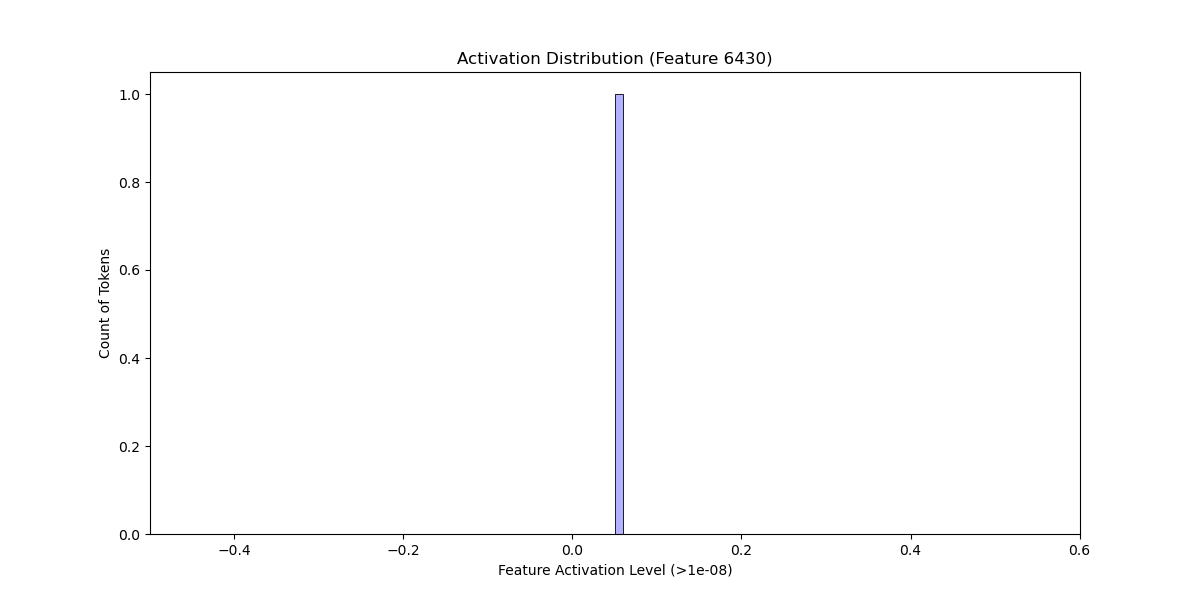 Activation Distribution (Feature 6430)
1.0
0.8
0.6
0.4
0.2
0.0
Count of Tokens
−0.4 −0.2 0.0 0.2 0.4 0.6
Feature Activation Level (>1e-08)